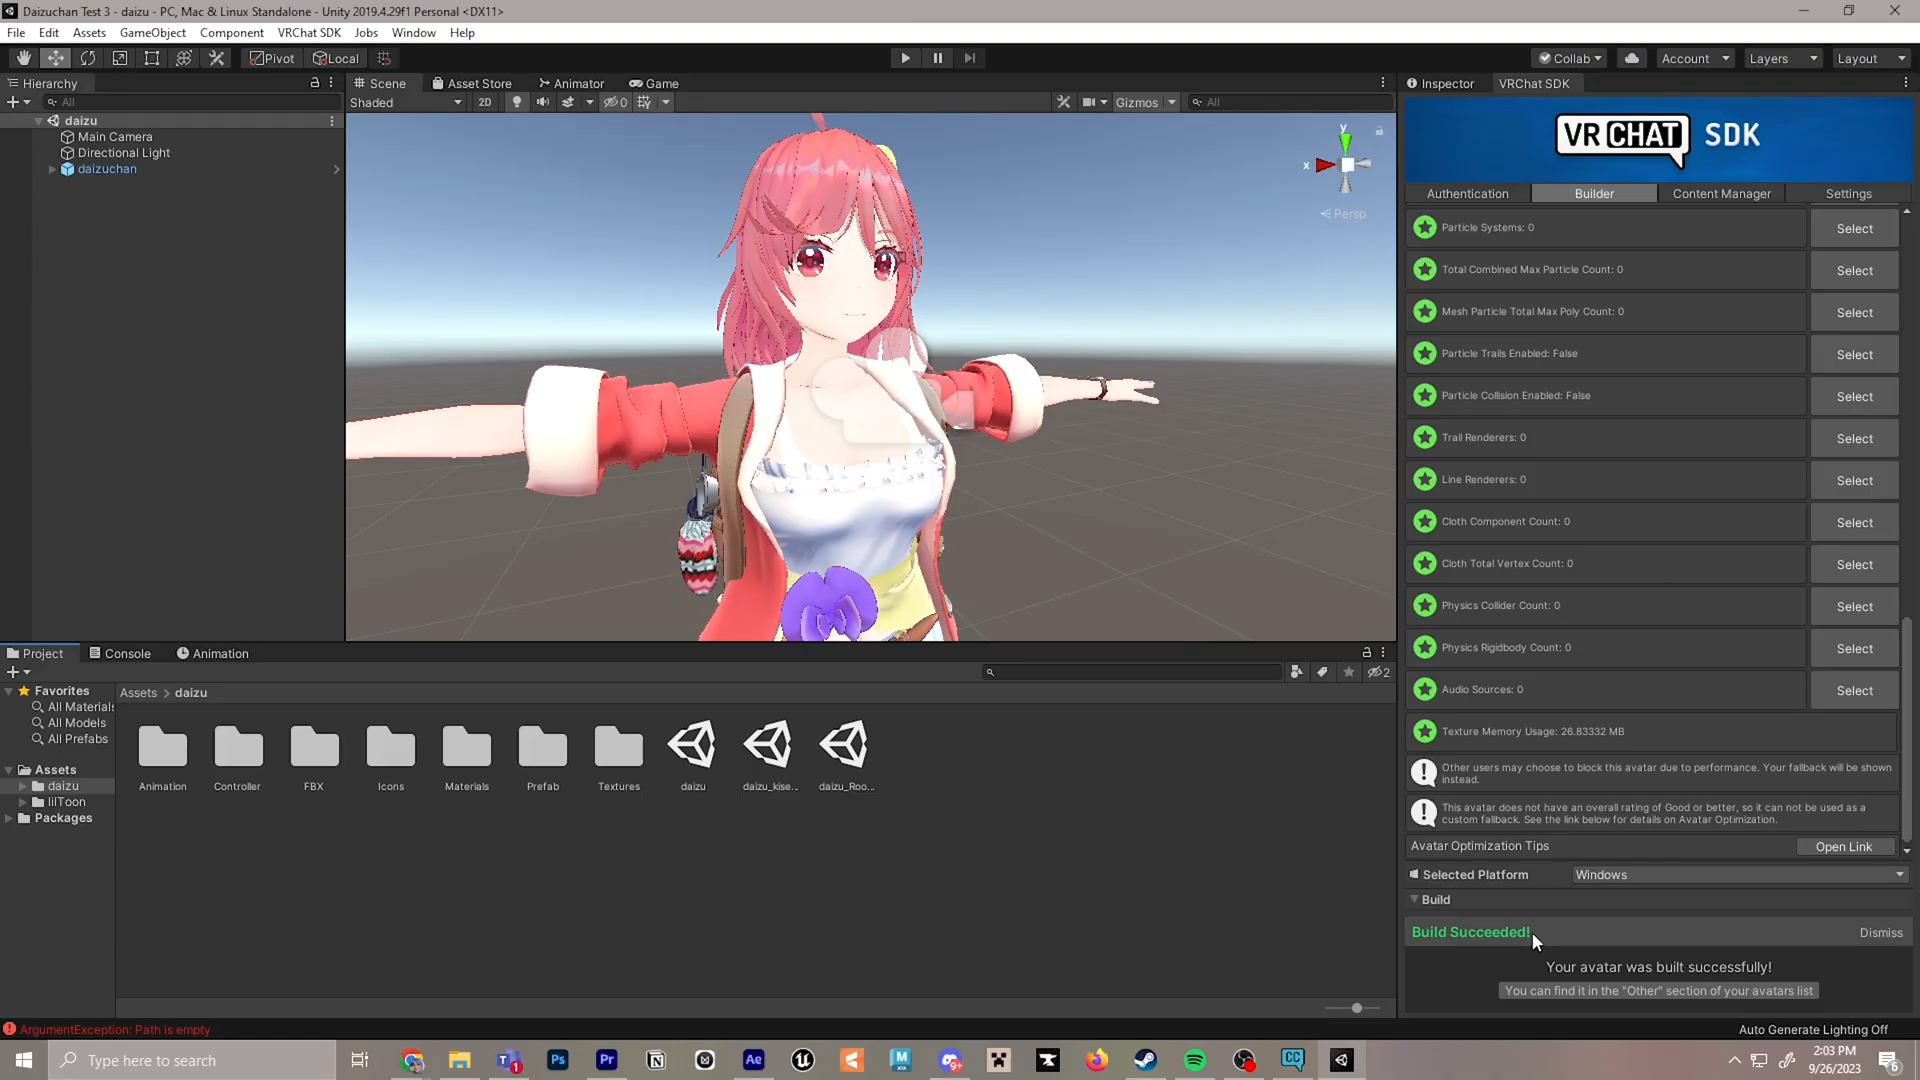 Daizuchan Test 3 - daizu - PC, Mac & Linux Standalone - Unity 2019.4.29f1 Personal <DX11>
File Edit Assets GameObject Component VRChat SDK Jobs Window Help
Pivot Local Collab Account Layers Layout
Hierarchy
All
daizu
Main Camera
Directional Light
daizuchan
Scene Asset Store Animator Game
Shaded 2D 0 Gizmos All
y
x
Persp
Inspector VRChat SDK
VRCHAT SDK
Authentication Builder Content Manager Settings
Particle Systems: 0 Select
Total Combined Max Particle Count: 0 Select
Mesh Particle Total Max Poly Count: 0 Select
Particle Trails Enabled: False Select
Particle Collision Enabled: False Select
Trail Renderers: 0 Select
Line Renderers: 0 Select
Cloth Component Count: 0 Select
Cloth Total Vertex Count: 0 Select
Physics Collider Count: 0 Select
Physics Rigidbody Count: 0 Select
Audio Sources: 0 Select
Texture Memory Usage: 26.83332 MB
Other users may choose to block this avatar due to performance. Your fallback will be shown
instead.
This avatar does not have an overall rating of Good or better, so it can not be used as a
custom fallback. See the link below for details on Avatar Optimization.
Avatar Optimization Tips Open Link
Selected Platform Windows
Build
Build Succeeded! Dismiss
Your avatar was built successfully!
You can find it in the "Other" section of your avatars list
Project Console Animation
2
Favorites
All Materials
All Models
All Prefabs
Assets
daizu
lilToon
Packages
Assets > daizu
Animation Controller FBX Icons Materials Prefab Textures daizu daizu_kise... daizu_Roo...
ArgumentException: Path is empty
Auto Generate Lighting Off
Type here to search
1 Ps Pr Ae M 9+ CC
2:03 PM
9/26/2023
6